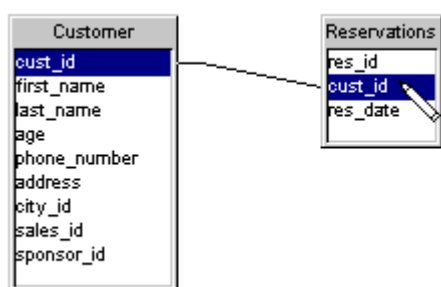 Customer
cust_id
first_name
last_name
age
phone_number
address
city_id
sales_id
sponsor_id
Reservations
res_id
cust_id
res_date